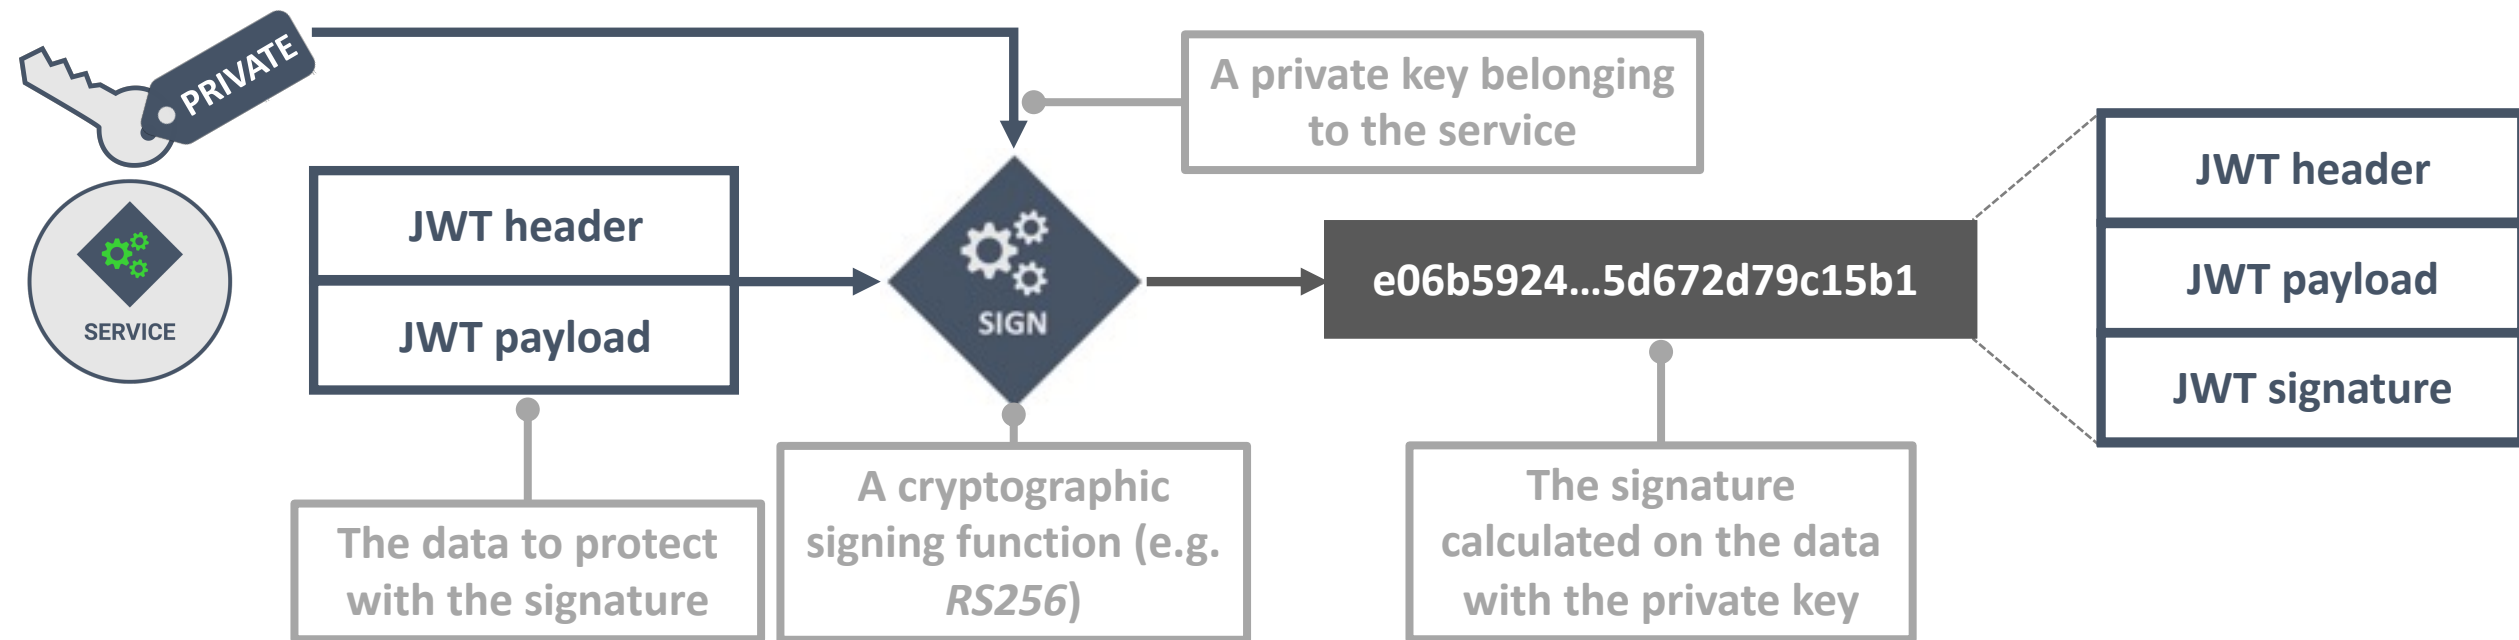 PRIVATE
SERVICE
JWT header
JWT payload
SIGN
A private key belonging
to the service
e06b5924...5d672d79c15b1
JWT header
JWT payload
JWT signature
The data to protect
with the signature
A cryptographic
signing function (e.g.
RS256)
The signature
calculated on the data
with the private key